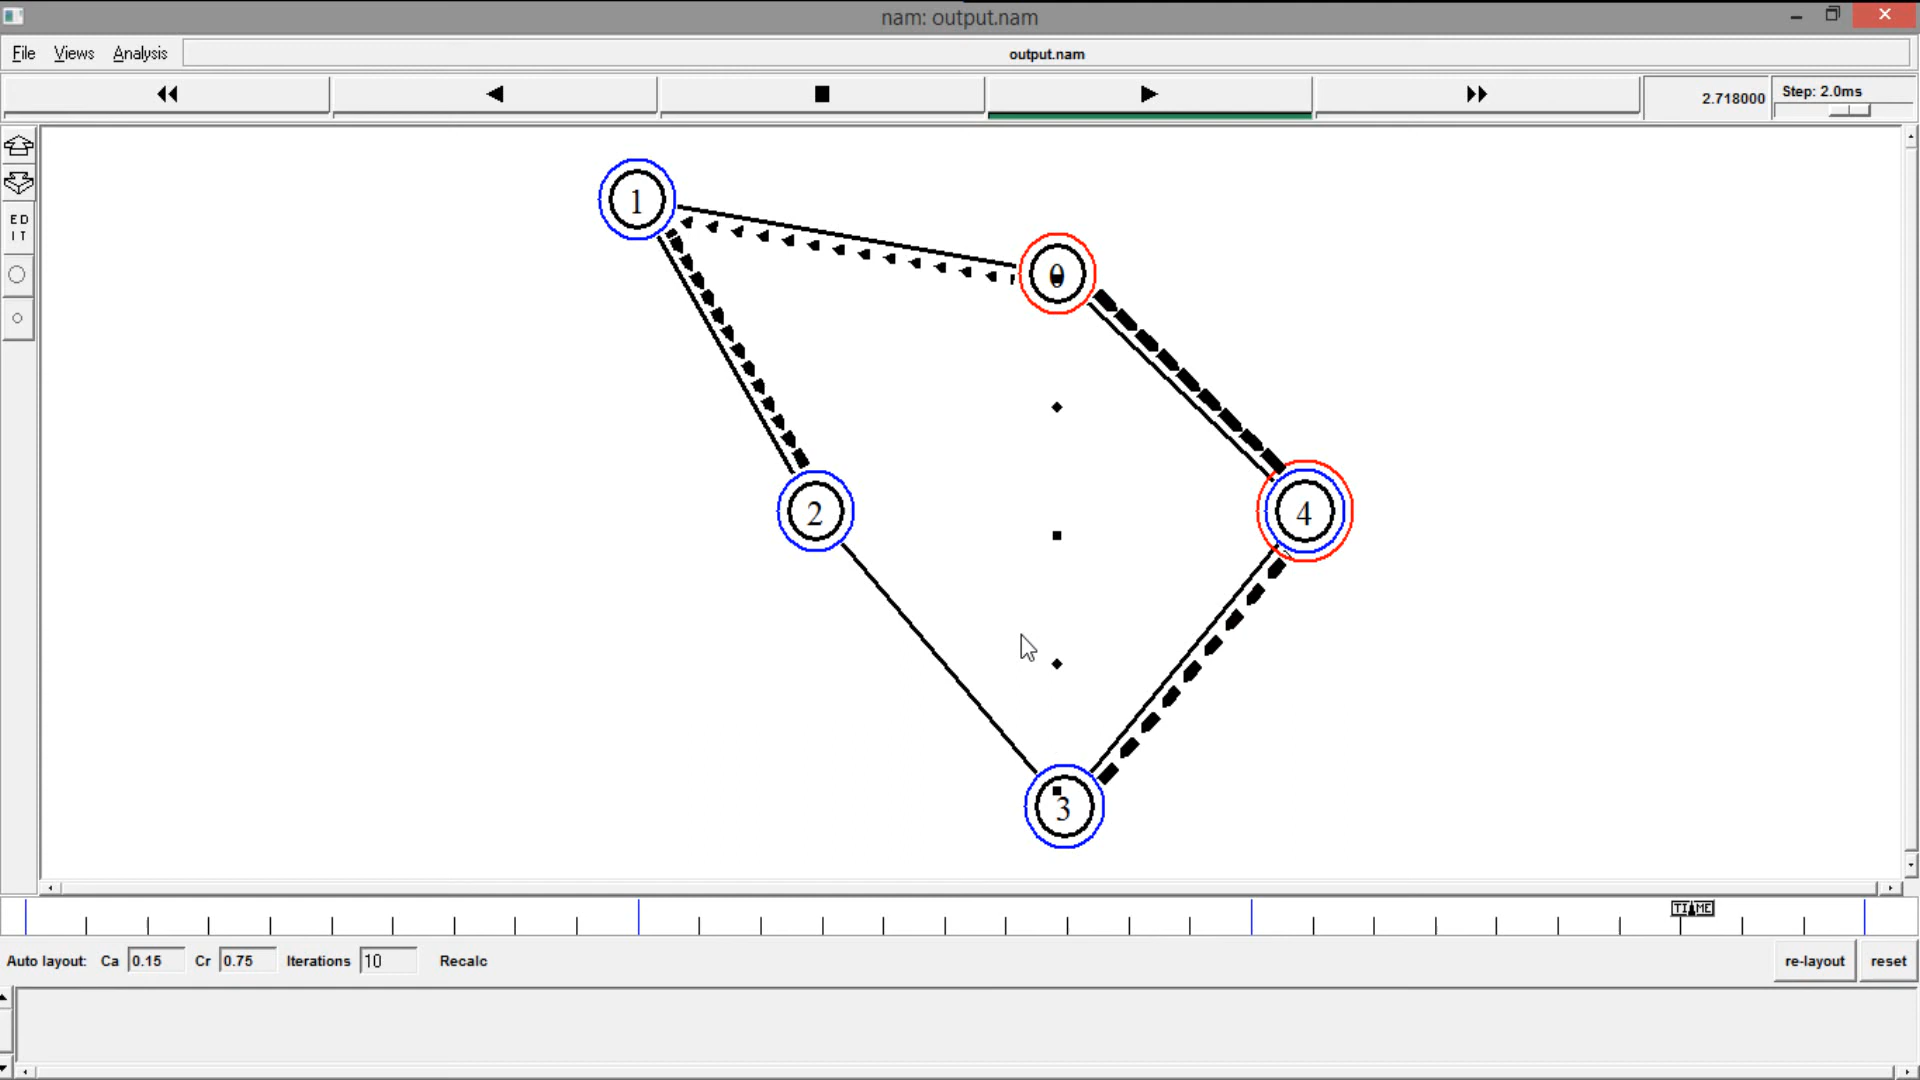 nam: output.nam
File Views Analysis
output.nam
2.718000
Step: 2.0ms
ED
IT
1
0
2
4
3
TIME
Auto layout: Ca 0.15 Cr 0.75 Iterations 10 Recalc re-layout reset